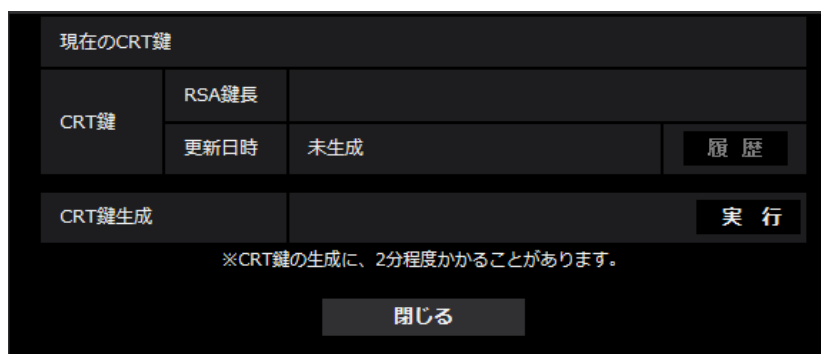 現在のCRT鍵
CRT鍵
RSA鍵長
更新日時 未生成 履歴
CRT鍵生成 実行
※CRT鍵の生成に、2分程度かかることがあります。
閉じる